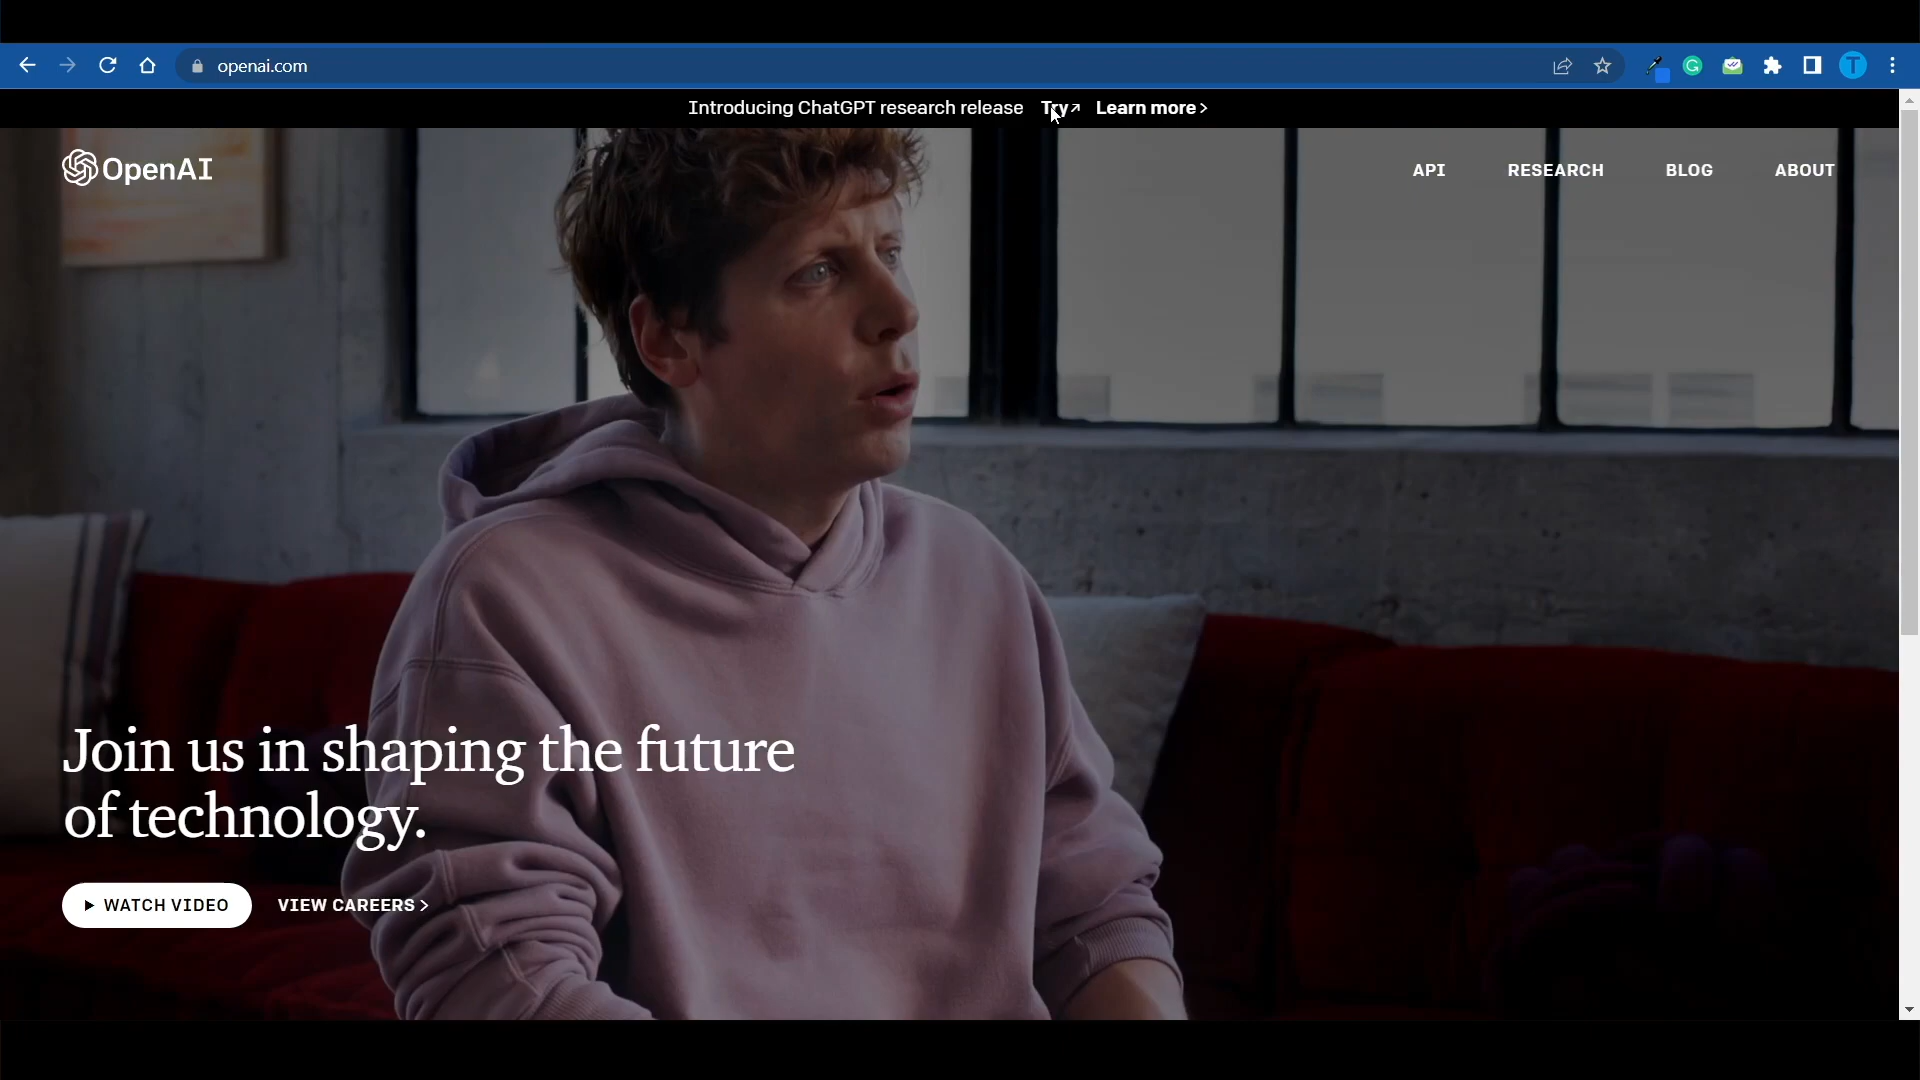 openai.com
T
Introducing ChatGPT research release Try↗ Learn more >
OpenAI
API RESEARCH BLOG ABOUT
Join us in shaping the future
of technology.
WATCH VIDEO VIEW CAREERS >